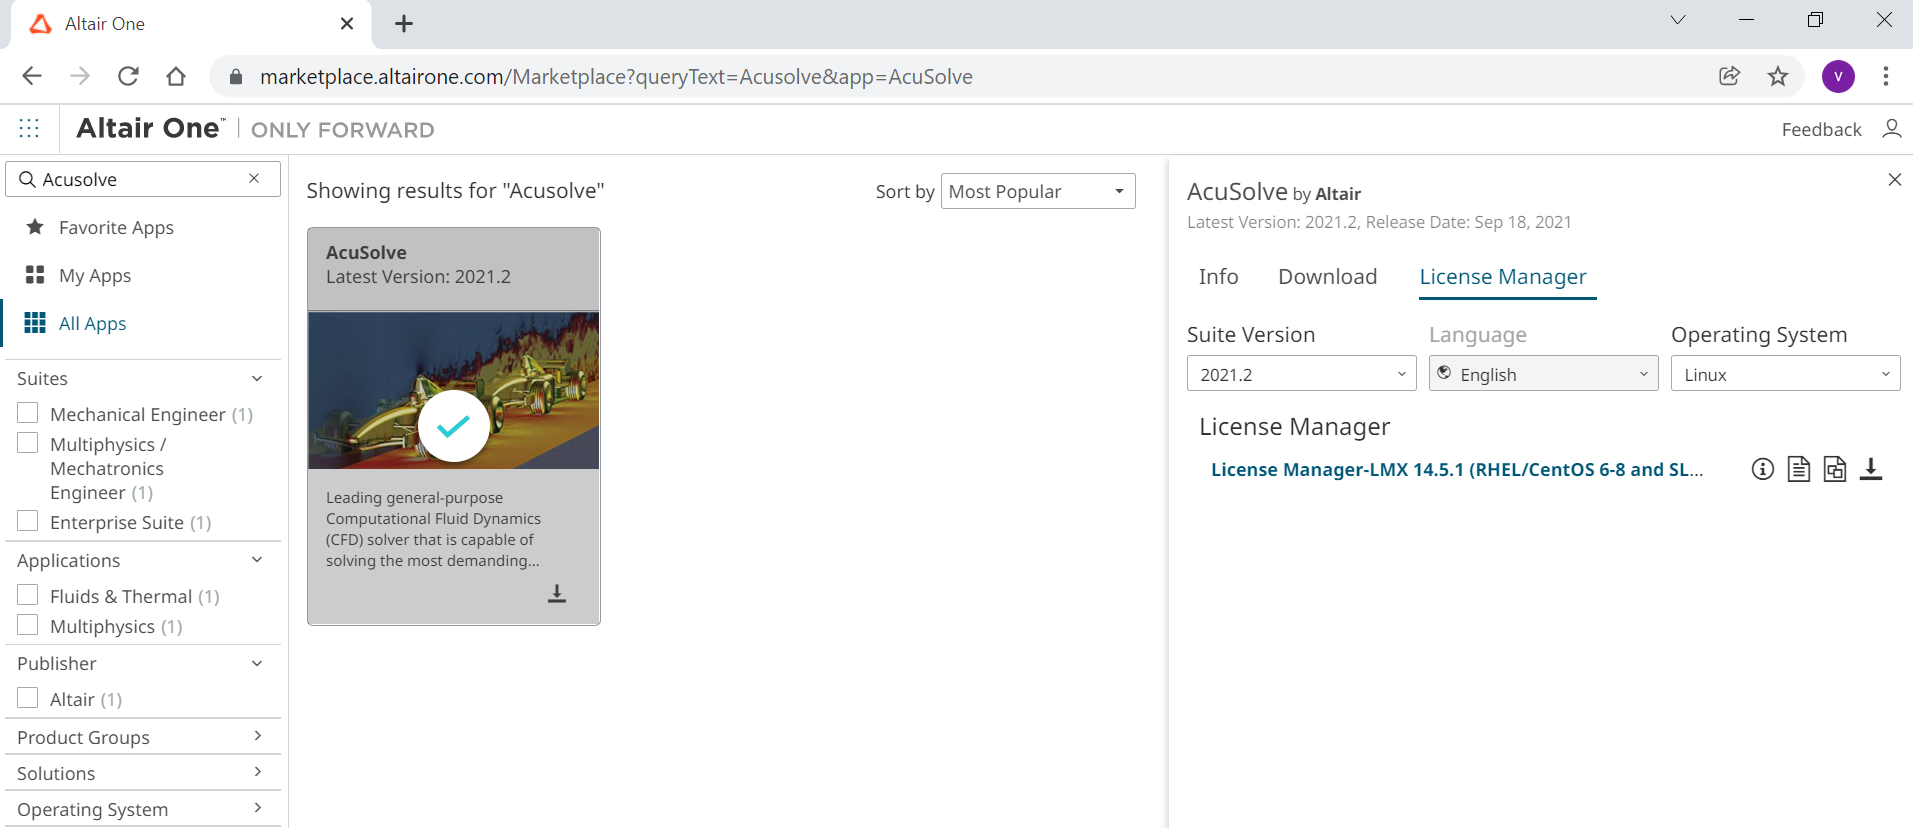 Altair One
marketplace.altairone.com/Marketplace?queryText=Acusolve&app=AcuSolve
V
Altair One™ | ONLY FORWARD
Feedback
Acusolve
Favorite Apps
My Apps
All Apps
Suites
Mechanical Engineer (1)
Multiphysics /
Mechatronics
Engineer (1)
Enterprise Suite (1)
Applications
Fluids & Thermal (1)
Multiphysics (1)
Publisher
Altair (1)
Product Groups
Solutions
Operating System
Showing results for "Acusolve"
Sort by Most Popular
AcuSolve
Latest Version: 2021.2
Leading general-purpose
Computational Fluid Dynamics
(CFD) solver that is capable of
solving the most demanding...
AcuSolve by Altair
Latest Version: 2021.2, Release Date: Sep 18, 2021
Info Download License Manager
Suite Version Language Operating System
2021.2 English Linux
License Manager
License Manager-LMX 14.5.1 (RHEL/CentOS 6-8 and SL...